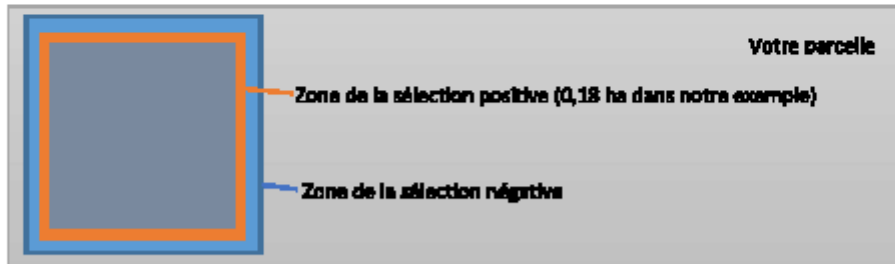 Votre parcelle
Zone de la sélection positive (0,18 ha dans notre example)
Zone de la sélection négative